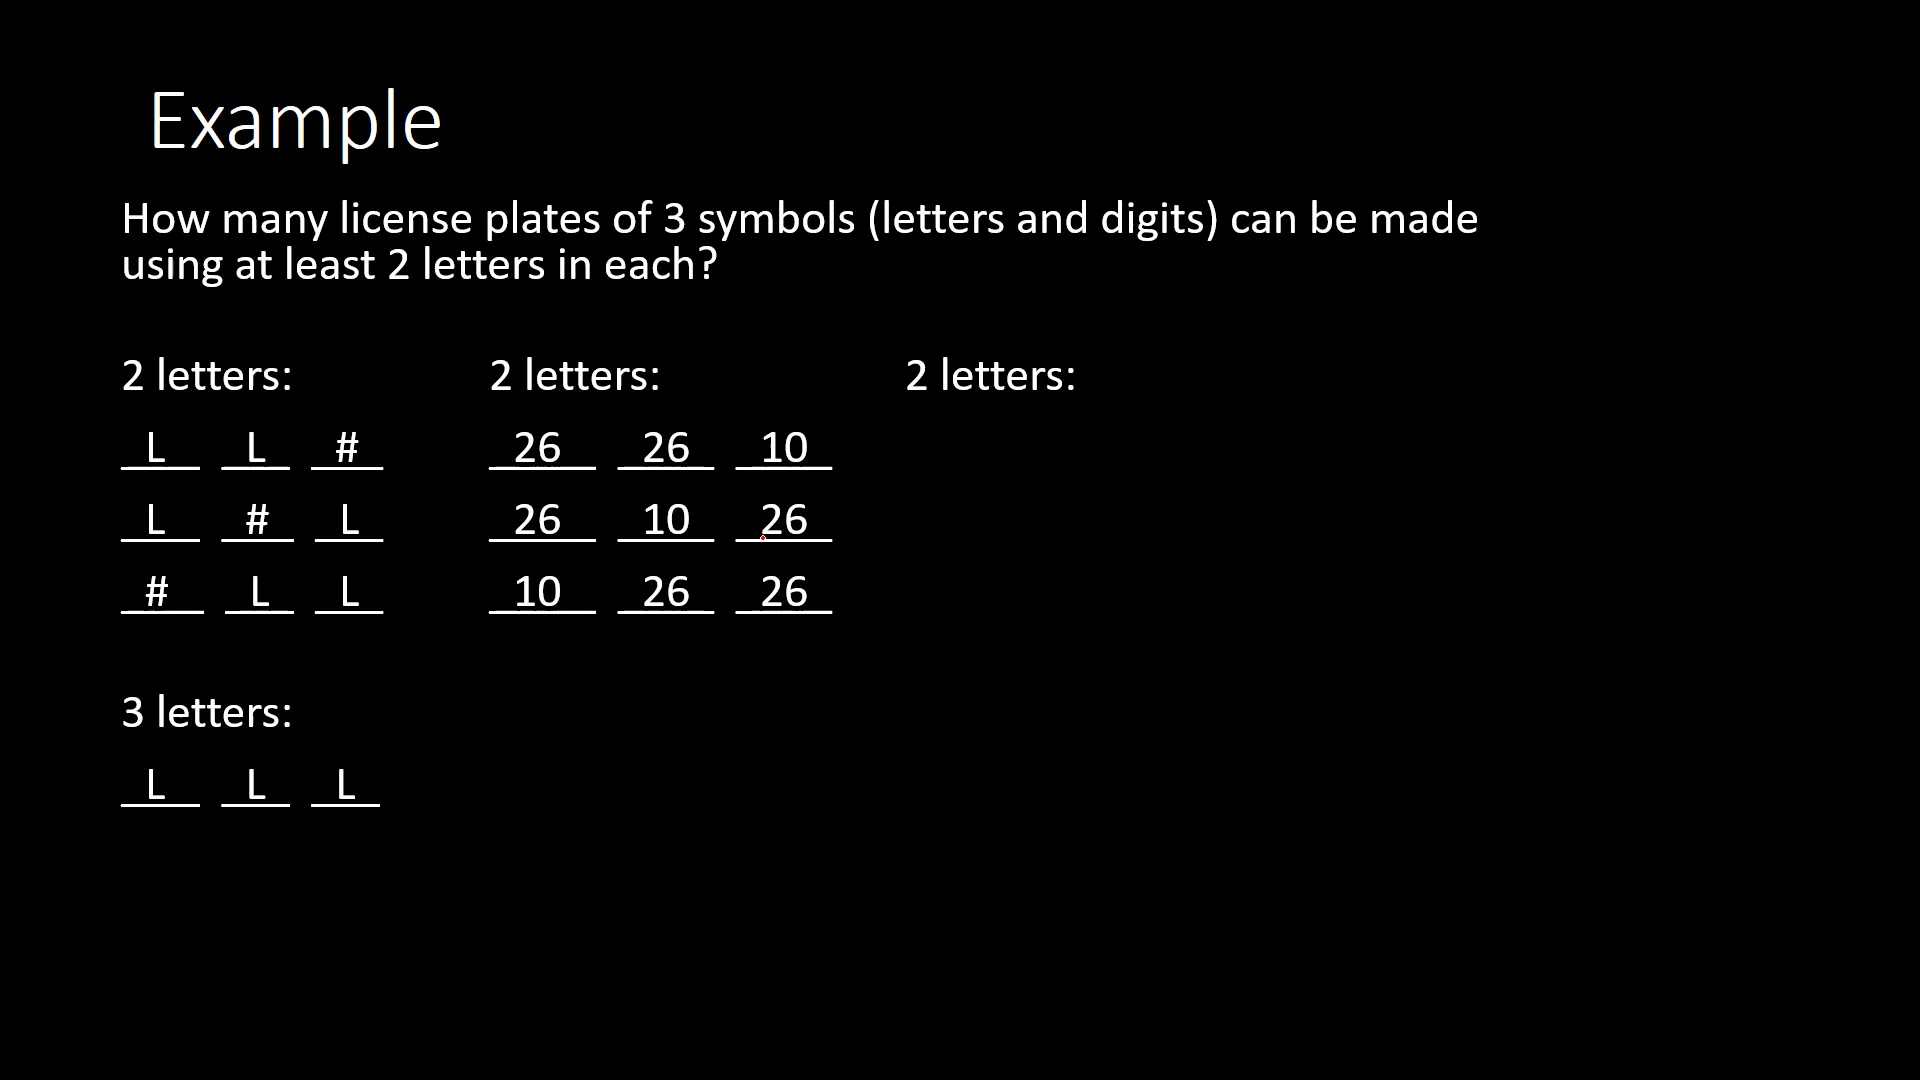 Example
How many license plates of 3 symbols (letters and digits) can be made
using at least 2 letters in each?
2 letters: 2 letters: 2 letters:
L L # 26 26 10
L # L 26 10 26
# L L 10 26 26
3 letters:
L L L